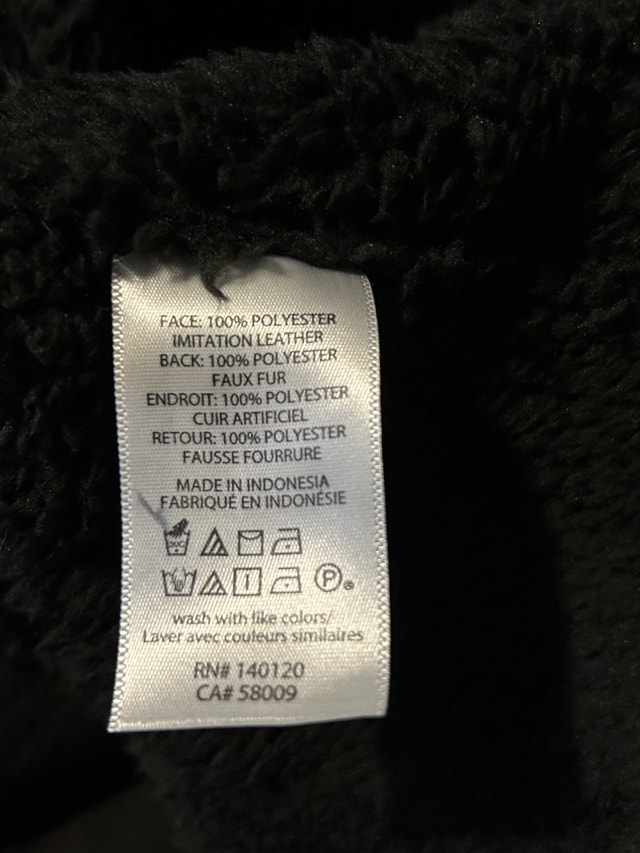 FACE: 100% POLYESTER
IMITATION LEATHER
BACK: 100% POLYESTER
FAUX FUR
ENDROIT: 100% POLYESTER
CUIR ARTIFICIEL
RETOUR: 100% POLYESTER
FAUSSE FOURRURE
MADE IN INDONESIA
FABRIQUÉ EN INDONÉSIE
P
wash with like colors/
Laver avec couleurs similaires
RN# 140120
CA# 58009